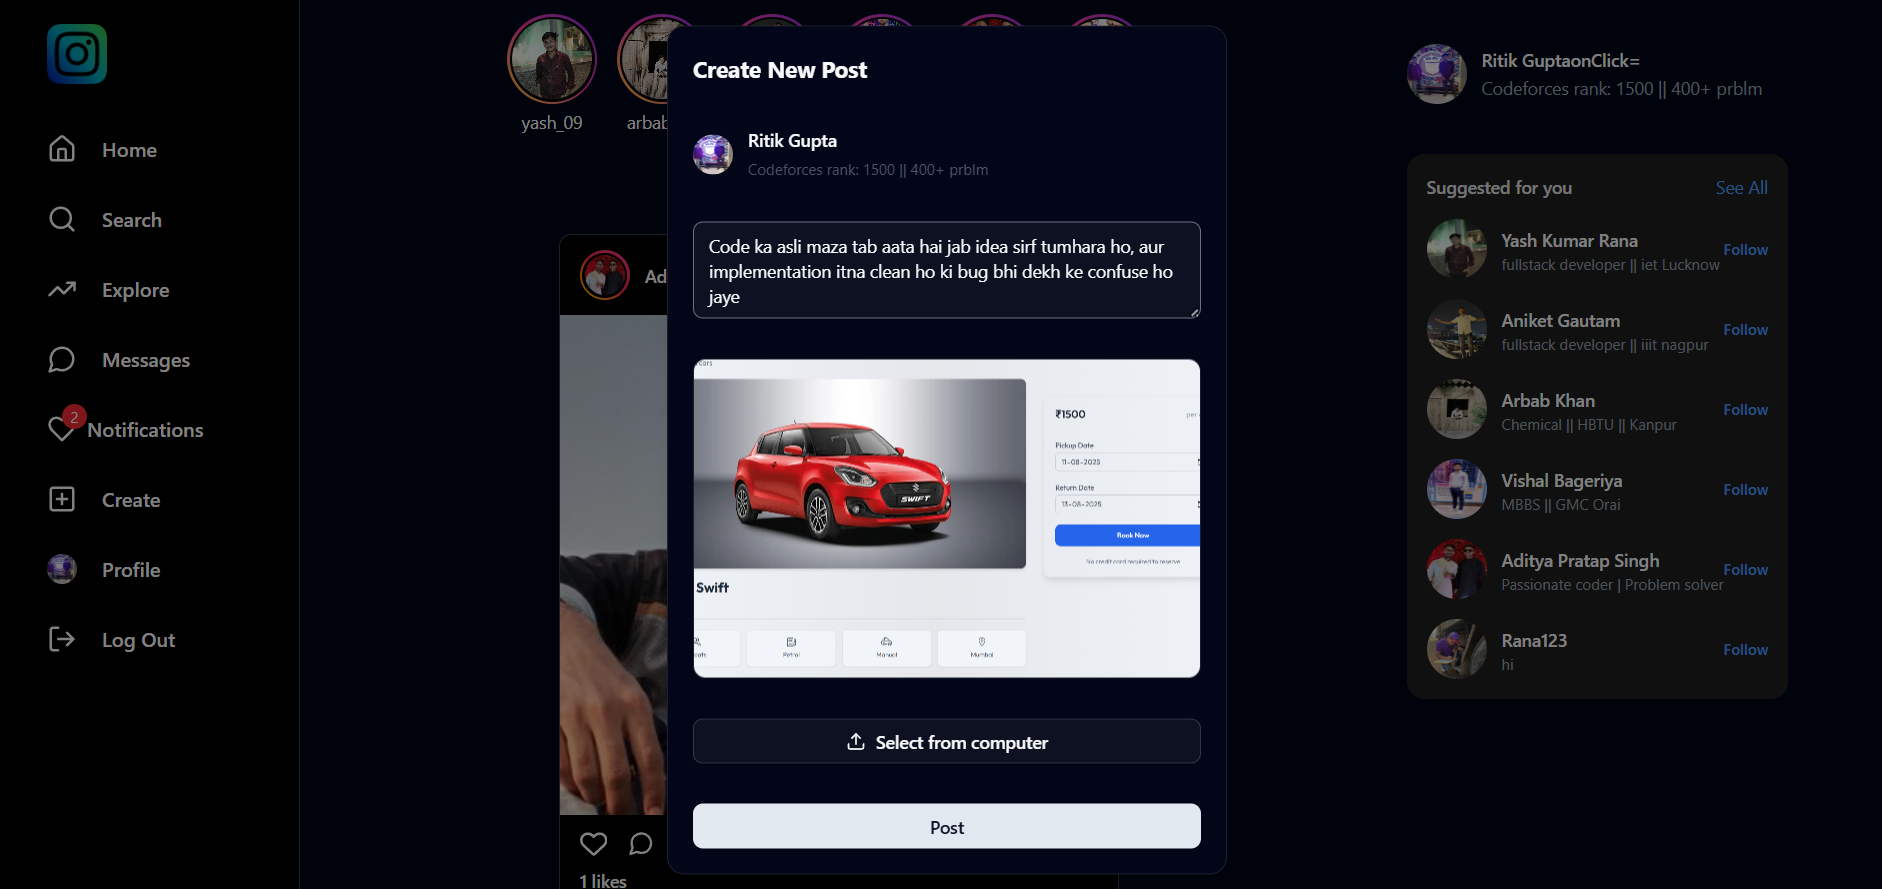 Home
Search
Explore
Messages
2
Notifications
Create
Profile
Log Out
yash_09
arbab
Ad
1 likes
Create New Post
Ritik Gupta
Codeforces rank: 1500 || 400+ prblm
Code ka asli maza tab aata hai jab idea sirf tumhara ho, aur
implementation itna clean ho ki bug bhi dekh ke confuse ho
jaye
cars
SWIFT
₹1500
per
Pickup Date
11-08-2025
Return Date
13-08-2025
Book Now
No credit card required to reserve
Swift
Petrol
Manual
Mumbai
Select from computer
Post
Ritik GuptaonClick=
Codeforces rank: 1500 || 400+ prblm
Suggested for you
See All
Yash Kumar Rana
fullstack developer || iet Lucknow
Follow
Aniket Gautam
fullstack developer || iiit nagpur
Follow
Arbab Khan
Chemical || HBTU || Kanpur
Follow
Vishal Bageriya
MBBS || GMC Orai
Follow
Aditya Pratap Singh
Passionate coder | Problem solver
Follow
Rana123
hi
Follow